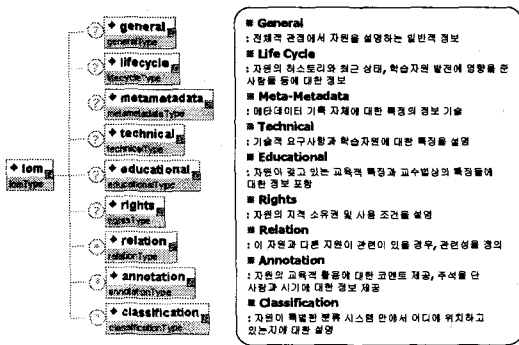 lom
lomType
general
generalType
lifecycle
lifecycleType
metametadata
metametadataType
technical
technicalType
educational
educationalType
rights
rightsType
relation
relationType
annotation
annotationType
classification
classificationType
※ General
: 전체적 관점에서 자원을 설명하는 일반적 정보
※ Life Cycle
: 자원의 히스토리와 최근 상태, 학습자원 발전에 영향을 준
사람들 등에 대한 정보
※ Meta-Metadata
: 메타데이터 기록 자체에 대한 특정의 정보 기술
※ Technical
: 기술적 요구사항과 학습자원에 대한 특징을 설명
※ Educational
: 자원이 갖고 있는 교육적 특징과 교수법상의 특징들에
대한 정보 포함
※ Rights
: 자원의 지적 소유권 및 사용 조건을 설명
※ Relation
: 이 자원과 다른 자원이 관련이 있을 경우, 관련성을 정의
※ Annotation
: 자원의 교육적 활용에 대한 코멘트 제공, 주석을 단
사람과 시기에 대한 정보 제공
※ Classification
: 자원이 특별한 분류 시스템 안에서 어디에 위치하고
있는지에 대한 설명